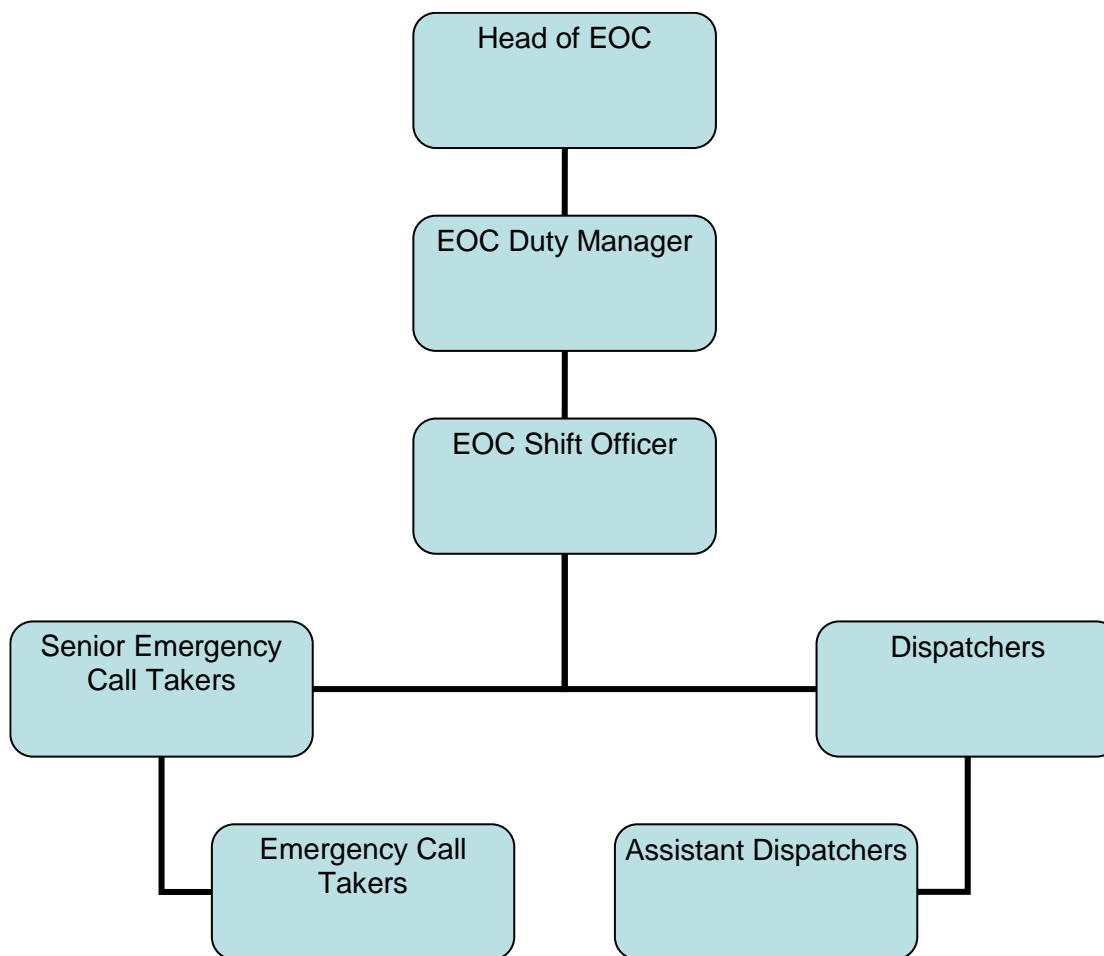 Head of EOC
EOC Duty Manager
EOC Shift Officer
Senior Emergency
Call Takers
Dispatchers
Emergency Call
Takers
Assistant Dispatchers